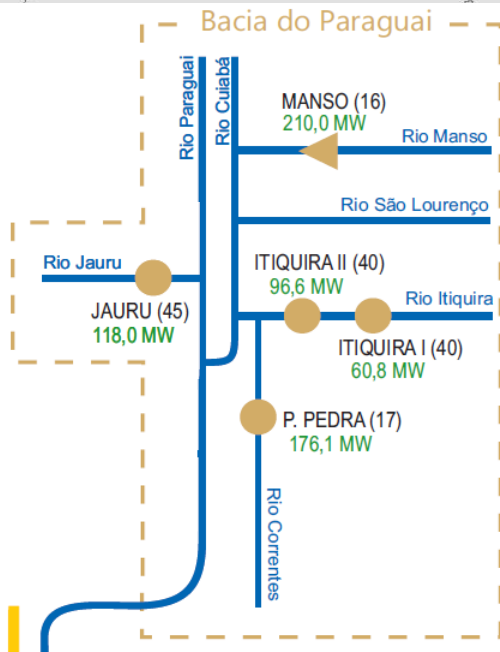 Bacia do Paraguai
Rio Paraguai
Rio Cuiabá
MANSO (16)
210,0 MW
Rio Manso
Rio São Lourenço
Rio Jauru
ITIQUIRA II (40)
96,6 MW
Rio Itiquira
JAURU (45)
118,0 MW
ITIQUIRA I (40)
60,8 MW
P. PEDRA (17)
176,1 MW
Rio Correntes